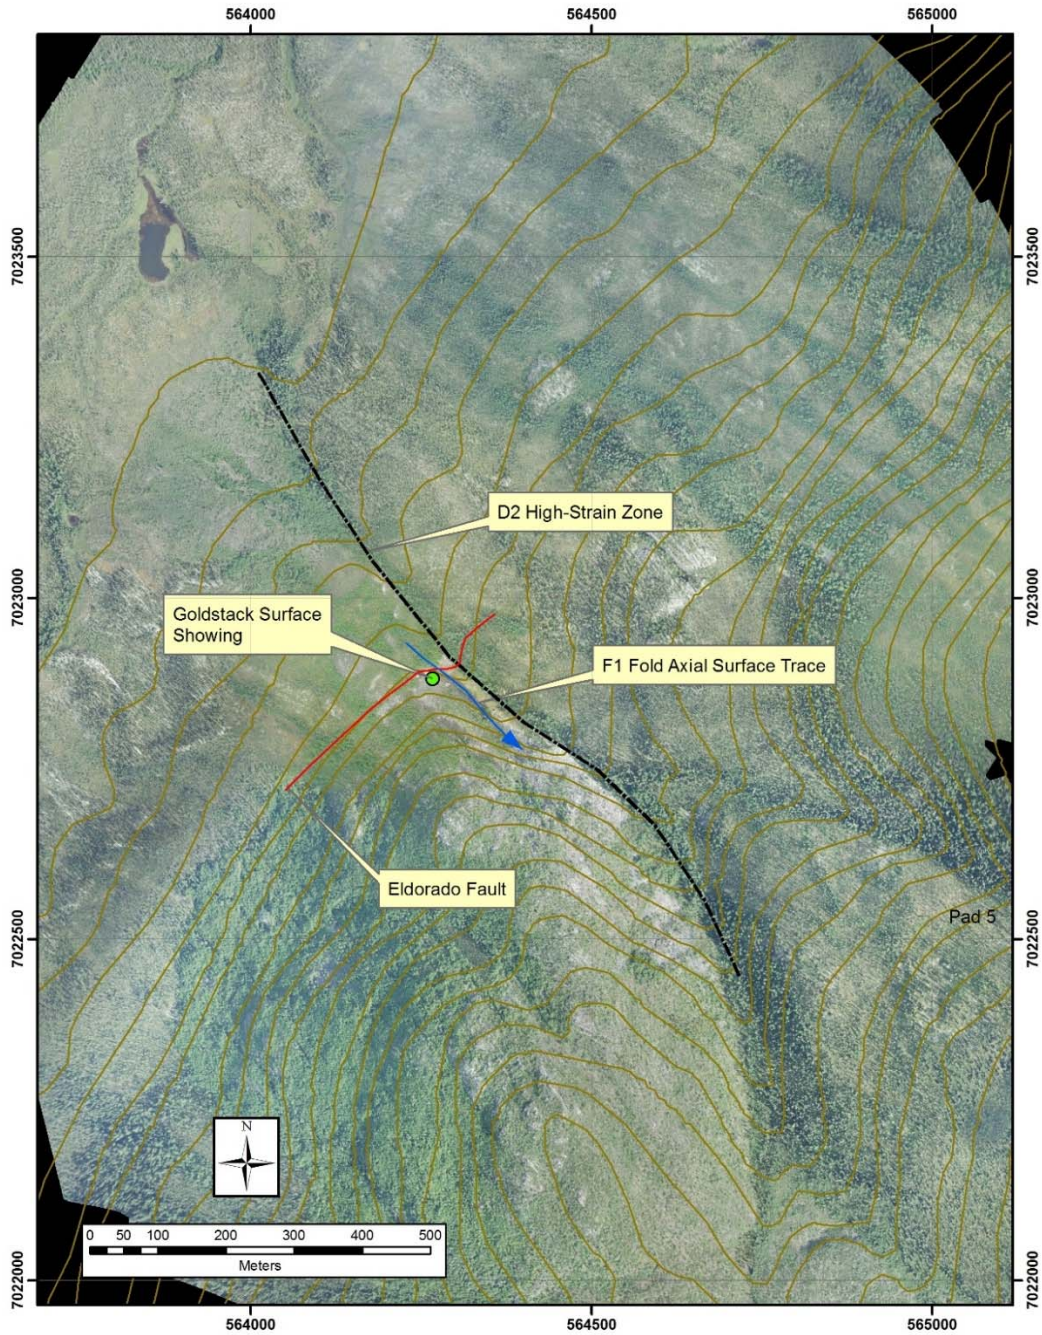 564000 564500 565000
7023500 7023500
D2 High-Strain Zone
7023000 7023000
Goldstack Surface
Showing
F1 Fold Axial Surface Trace
Eldorado Fault
Pad 5
7022500 7022500
N
0 50 100 200 300 400 500
Meters
7022000 7022000
564000 564500 565000